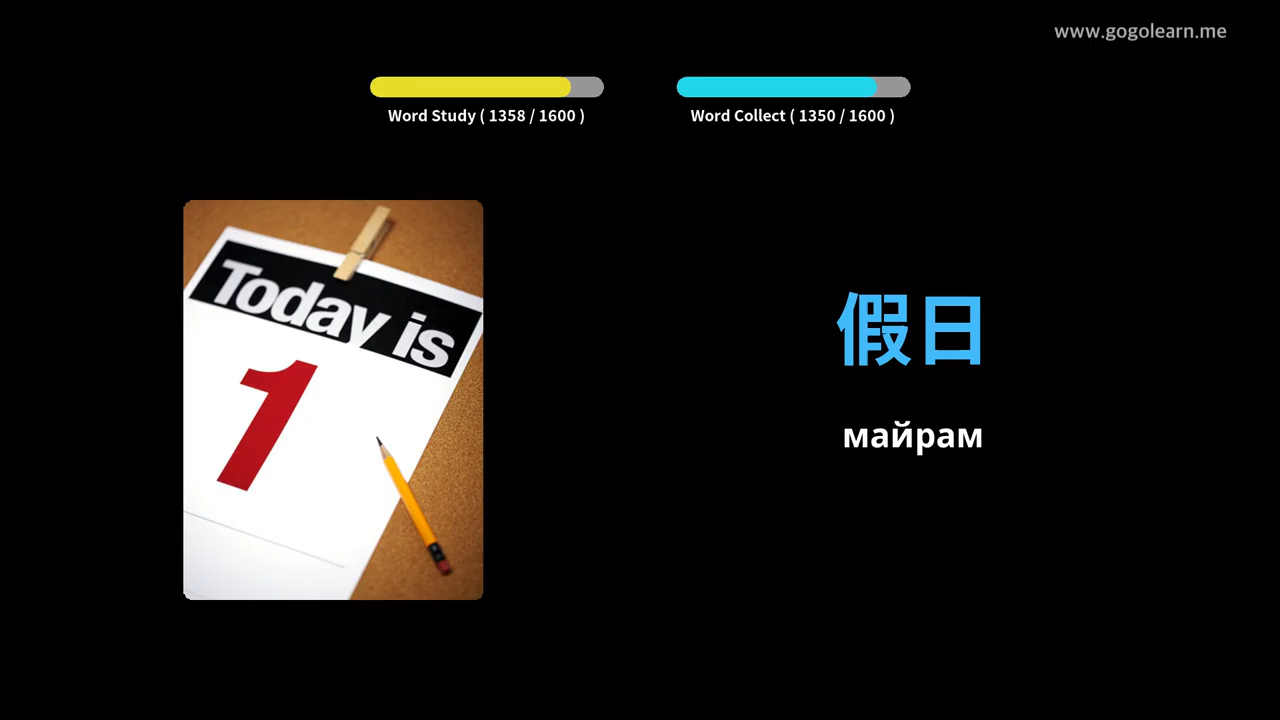 www.gogolearn.me
Word Study ( 1358 / 1600 )
Word Collect ( 1350 / 1600 )
Today is
1
假日
майрам